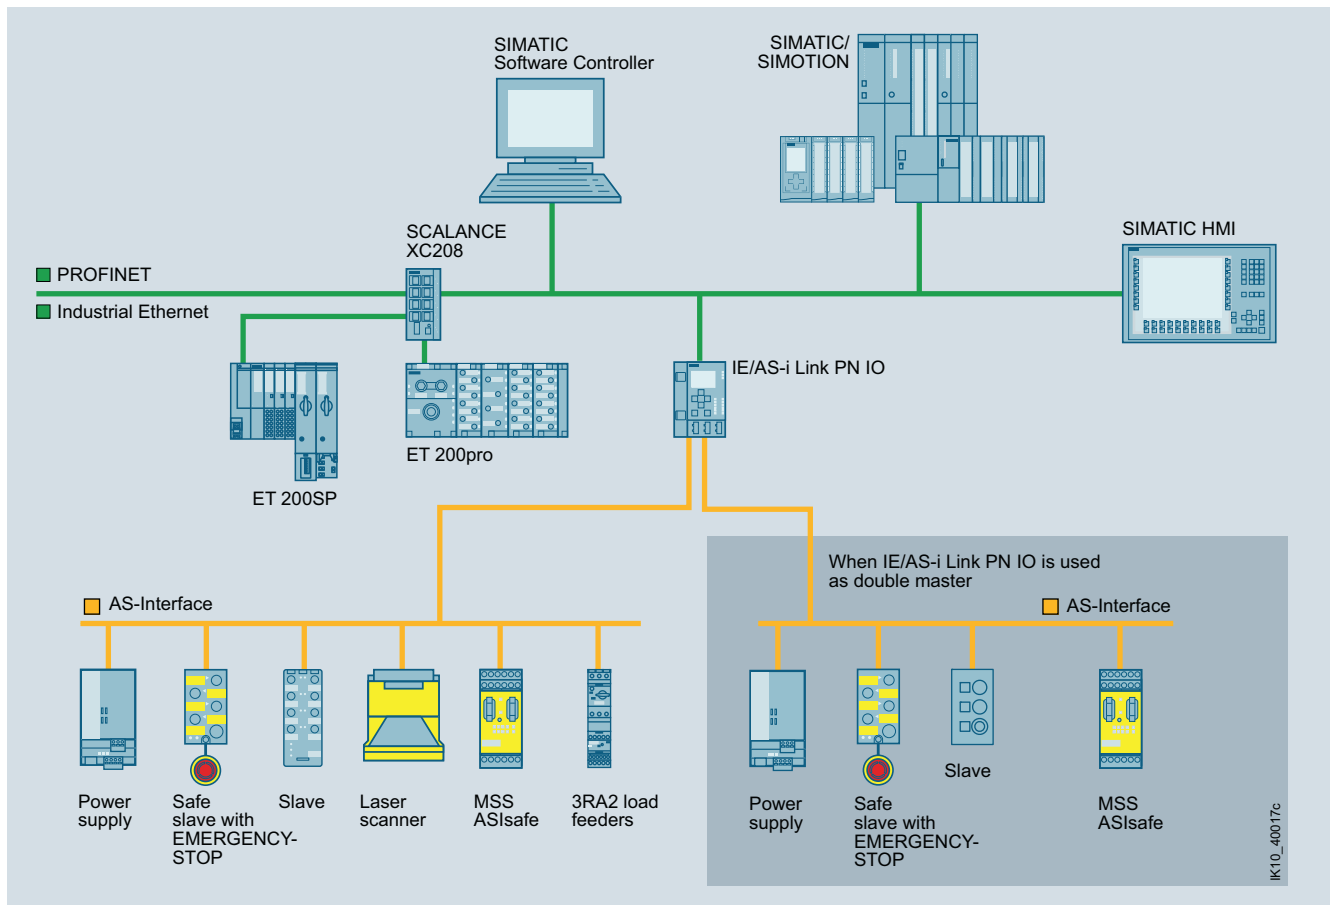 SIMATIC
Software Controller
SIMATIC/
SIMOTION
SCALANCE
XC208
SIMATIC HMI
PROFINET
Industrial Ethernet
IE/AS-i Link PN IO
ET 200pro
ET 200SP
When IE/AS-i Link PN IO is used
as double master
AS-Interface
AS-Interface
Power
supply
Safe
slave with
EMERGENCY-
STOP
Slave
Laser
scanner
MSS
ASIsafe
3RA2 load
feeders
Power
supply
Safe
slave with
EMERGENCY-
STOP
Slave
MSS
ASIsafe
IK10_40017c